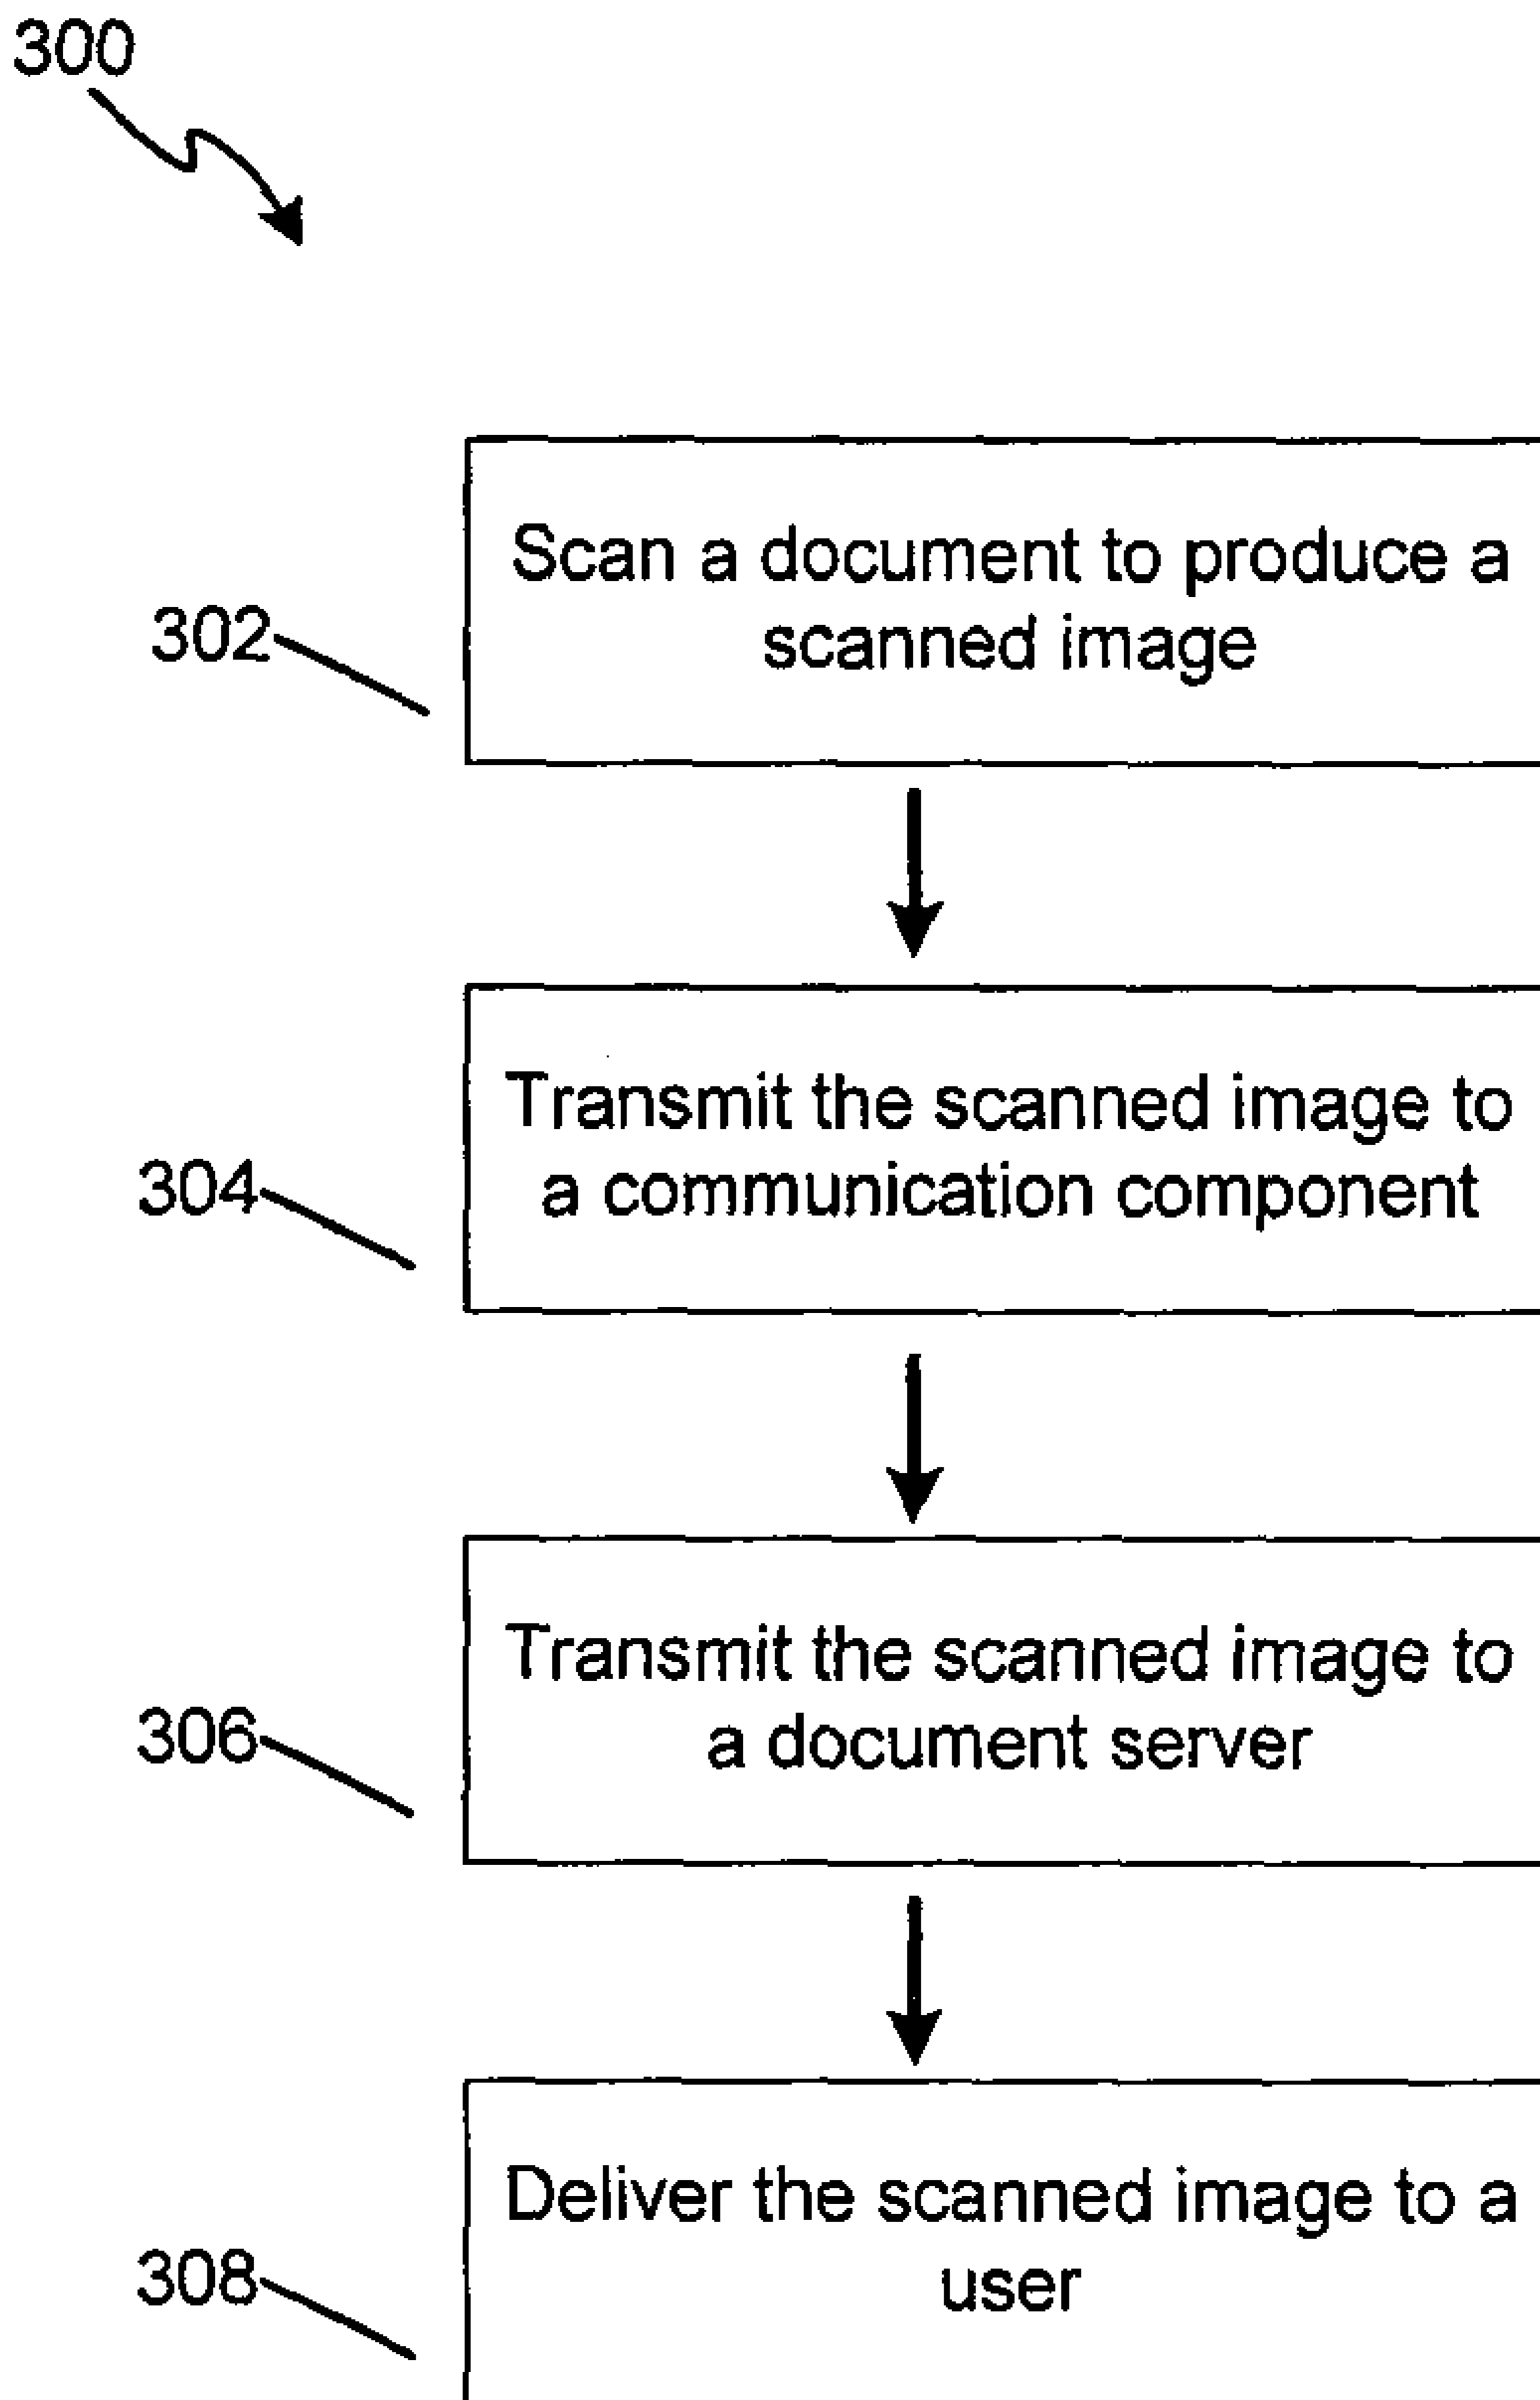 300
302
Scan a document to produce a
scanned image
304
Transmit the scanned image to
a communication component
306
Transmit the scanned image to
a document server
308
Deliver the scanned image to a
user